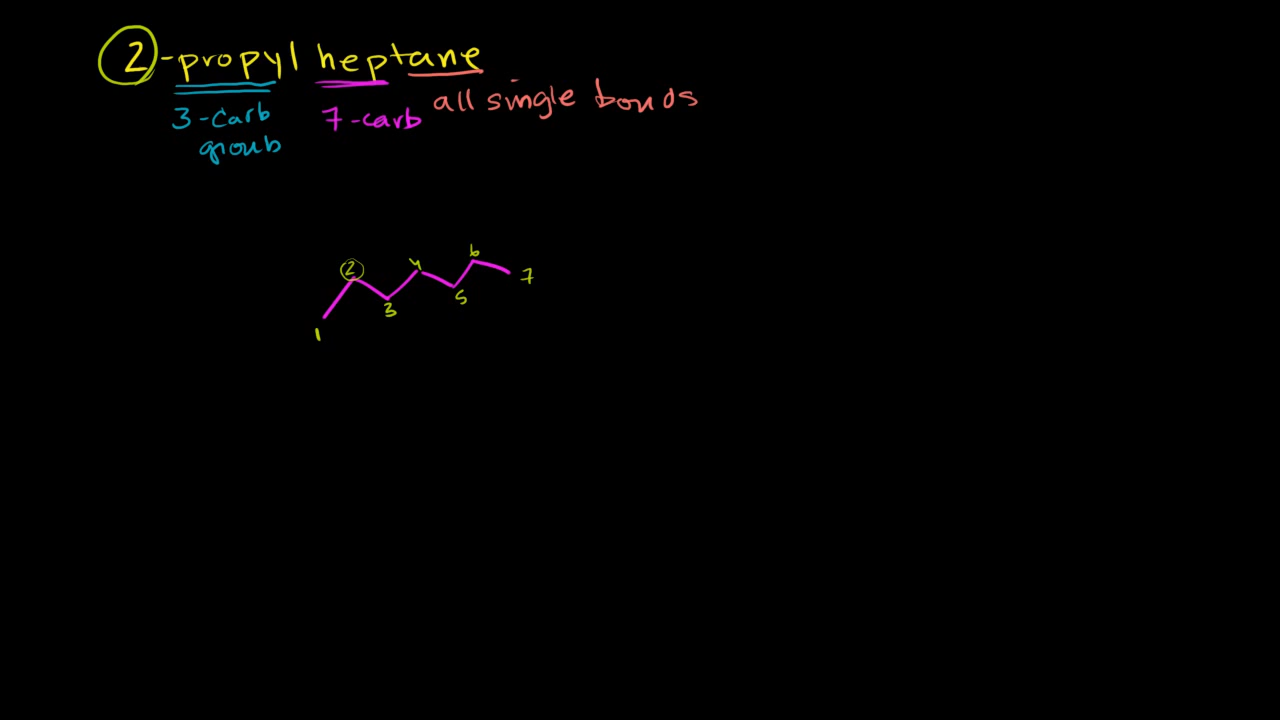 2-propyl heptane
3-carb 7-carb all single bonds
group
2 4 6
1 3 5 7